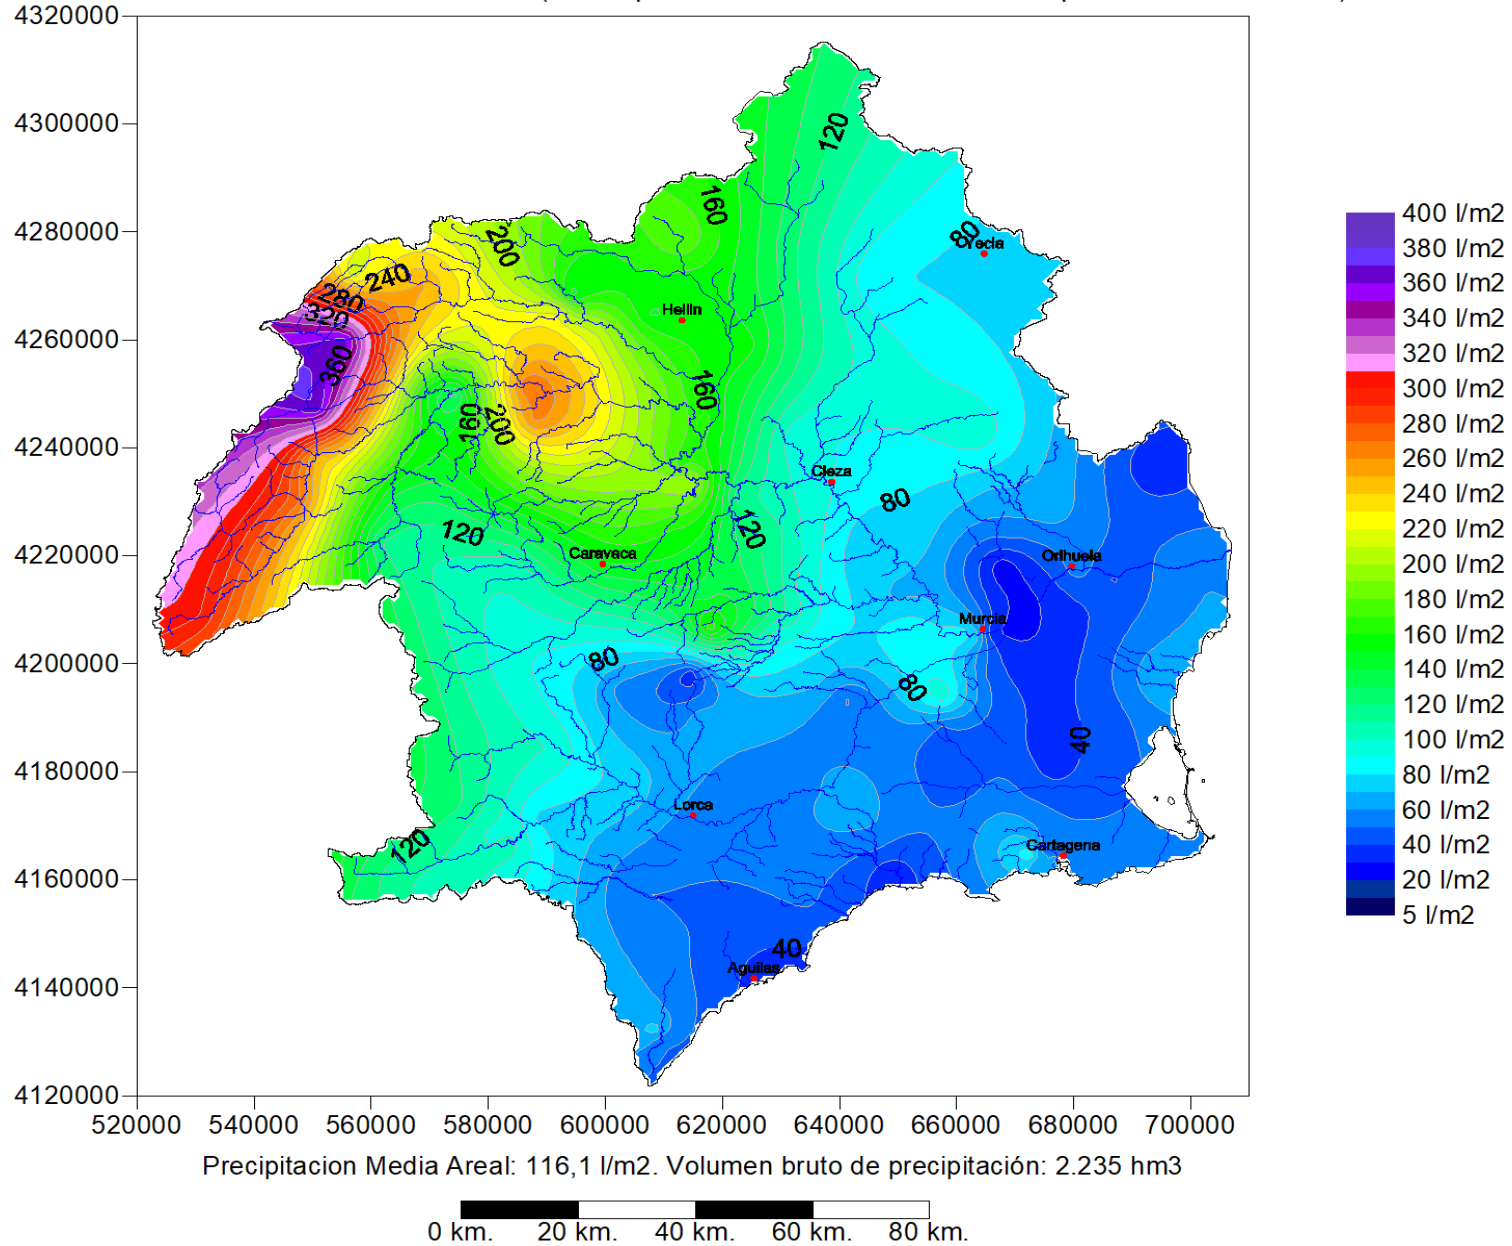 4320000
4300000
4280000
4260000
4240000
4220000
4200000
4180000
4160000
4140000
4120000
520000 540000 560000 580000 600000 620000 640000 660000 680000 700000
120
160
200
80
Yecla
240
280
320
Hellin
360
160
160
200
Cieza
80
120
120
Caravaca
Orihuela
Murcia
80
80
40
Lorca
120
Cartagena
40
Aguilas
400 l/m2
380 l/m2
360 l/m2
340 l/m2
320 l/m2
300 l/m2
280 l/m2
260 l/m2
240 l/m2
220 l/m2
200 l/m2
180 l/m2
160 l/m2
140 l/m2
120 l/m2
100 l/m2
80 l/m2
60 l/m2
40 l/m2
20 l/m2
5 l/m2
Precipitacion Media Areal: 116,1 l/m2. Volumen bruto de precipitación: 2.235 hm3
0 km. 20 km. 40 km. 60 km. 80 km.